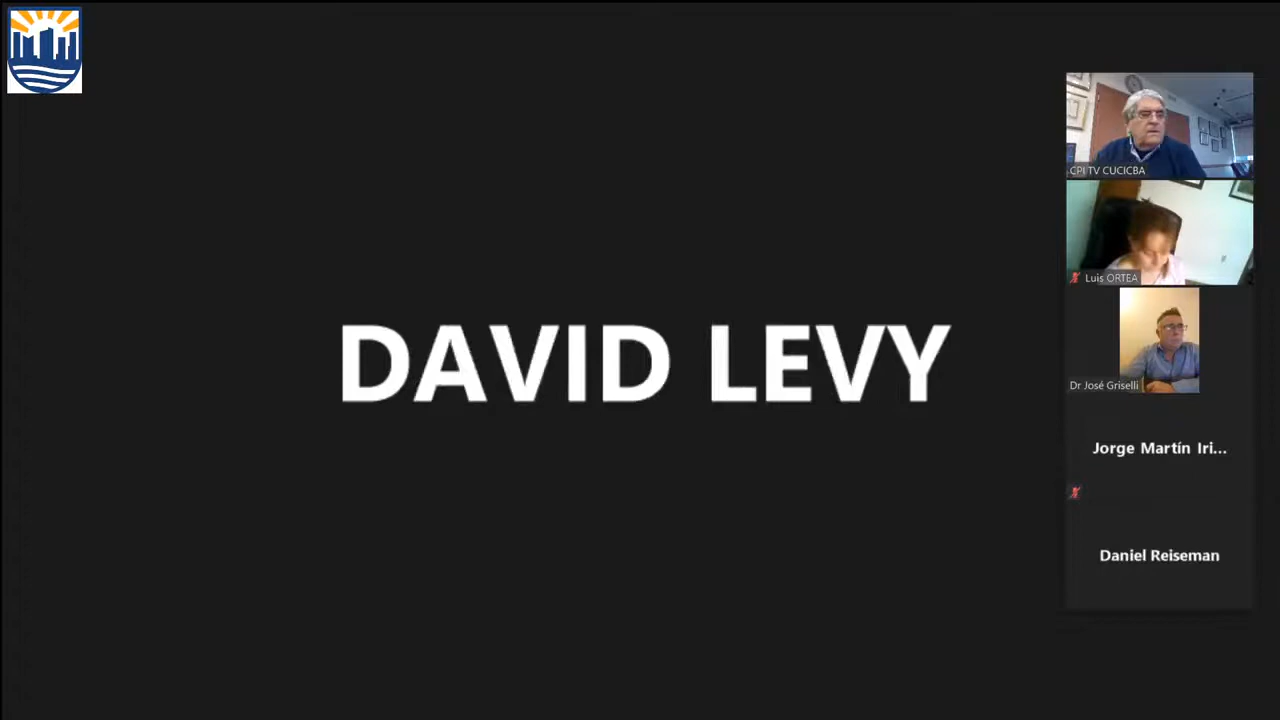 DAVID LEVY
CPI TV CUCICBA
Luis ORTEA
Dr José Griselli
Jorge Martín Iri...
Daniel Reiseman